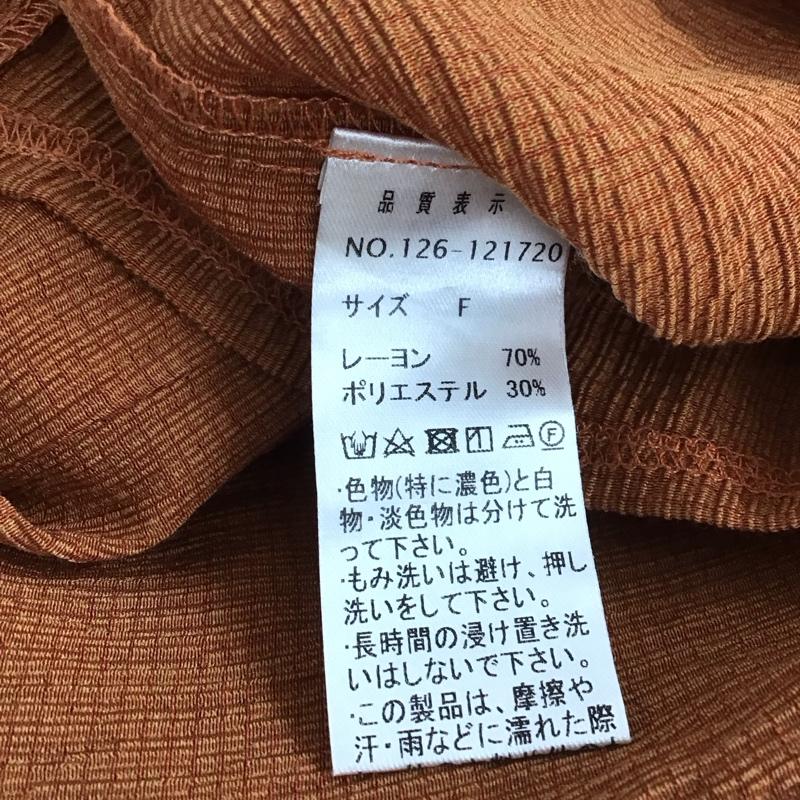 品質表示
NO.126-121720
サイズ F
レーヨン 70%
ポリエステル 30%
F
・色物(特に濃色)と白
物・淡色物は分けて洗
って下さい。
・もみ洗いは避け、押し
洗いをして下さい。
・長時間の浸け置き洗
いはしないで下さい。
・この製品は、摩擦や
汗・雨などに濡れた際